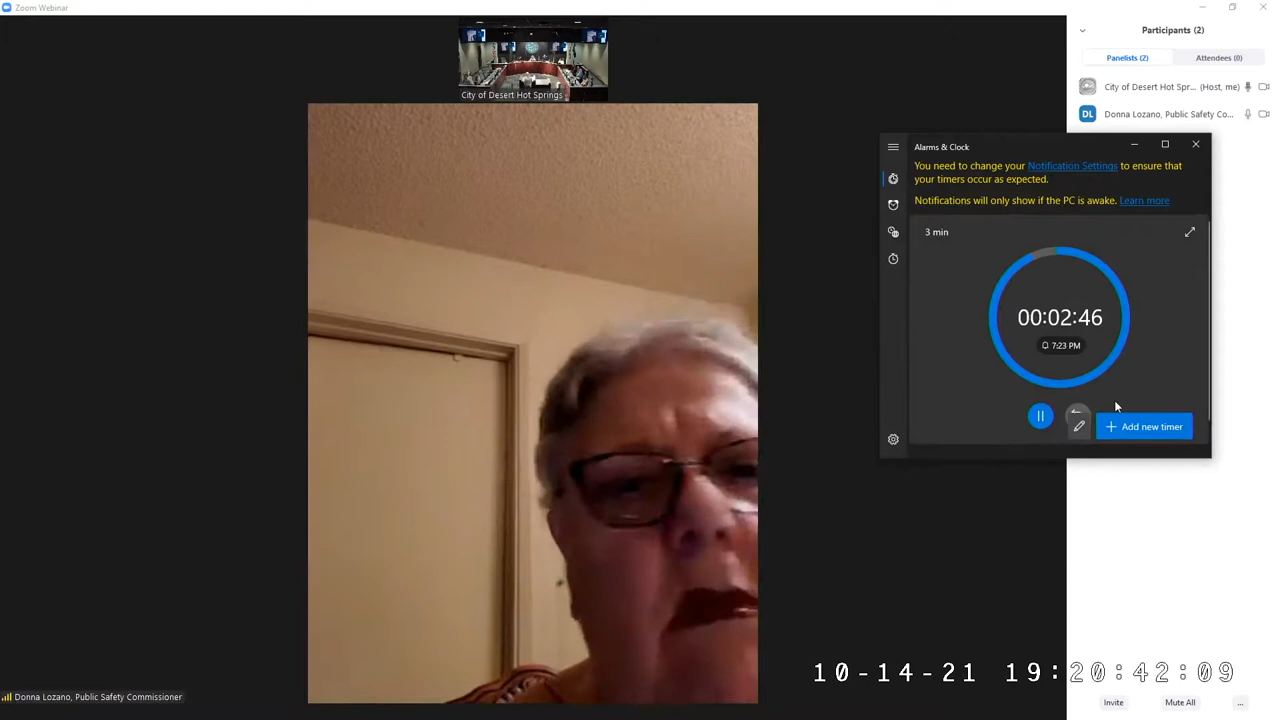 Zoom Webinar
City of Desert Hot Springs
Participants (2)
Panelists (2)
Attendees (0)
City of Desert Hot Spr... (Host, me)
DL
Donna Lozano, Public Safety Co...
Alarms & Clock
You need to change your Notification Settings to ensure that
your timers occur as expected.
Notifications will only show if the PC is awake. Learn more
3 min
00:02:46
7:23 PM
Add new timer
10-14-21 19:20:42:09
Donna Lozano, Public Safety Commissioner
Invite
Mute All
...